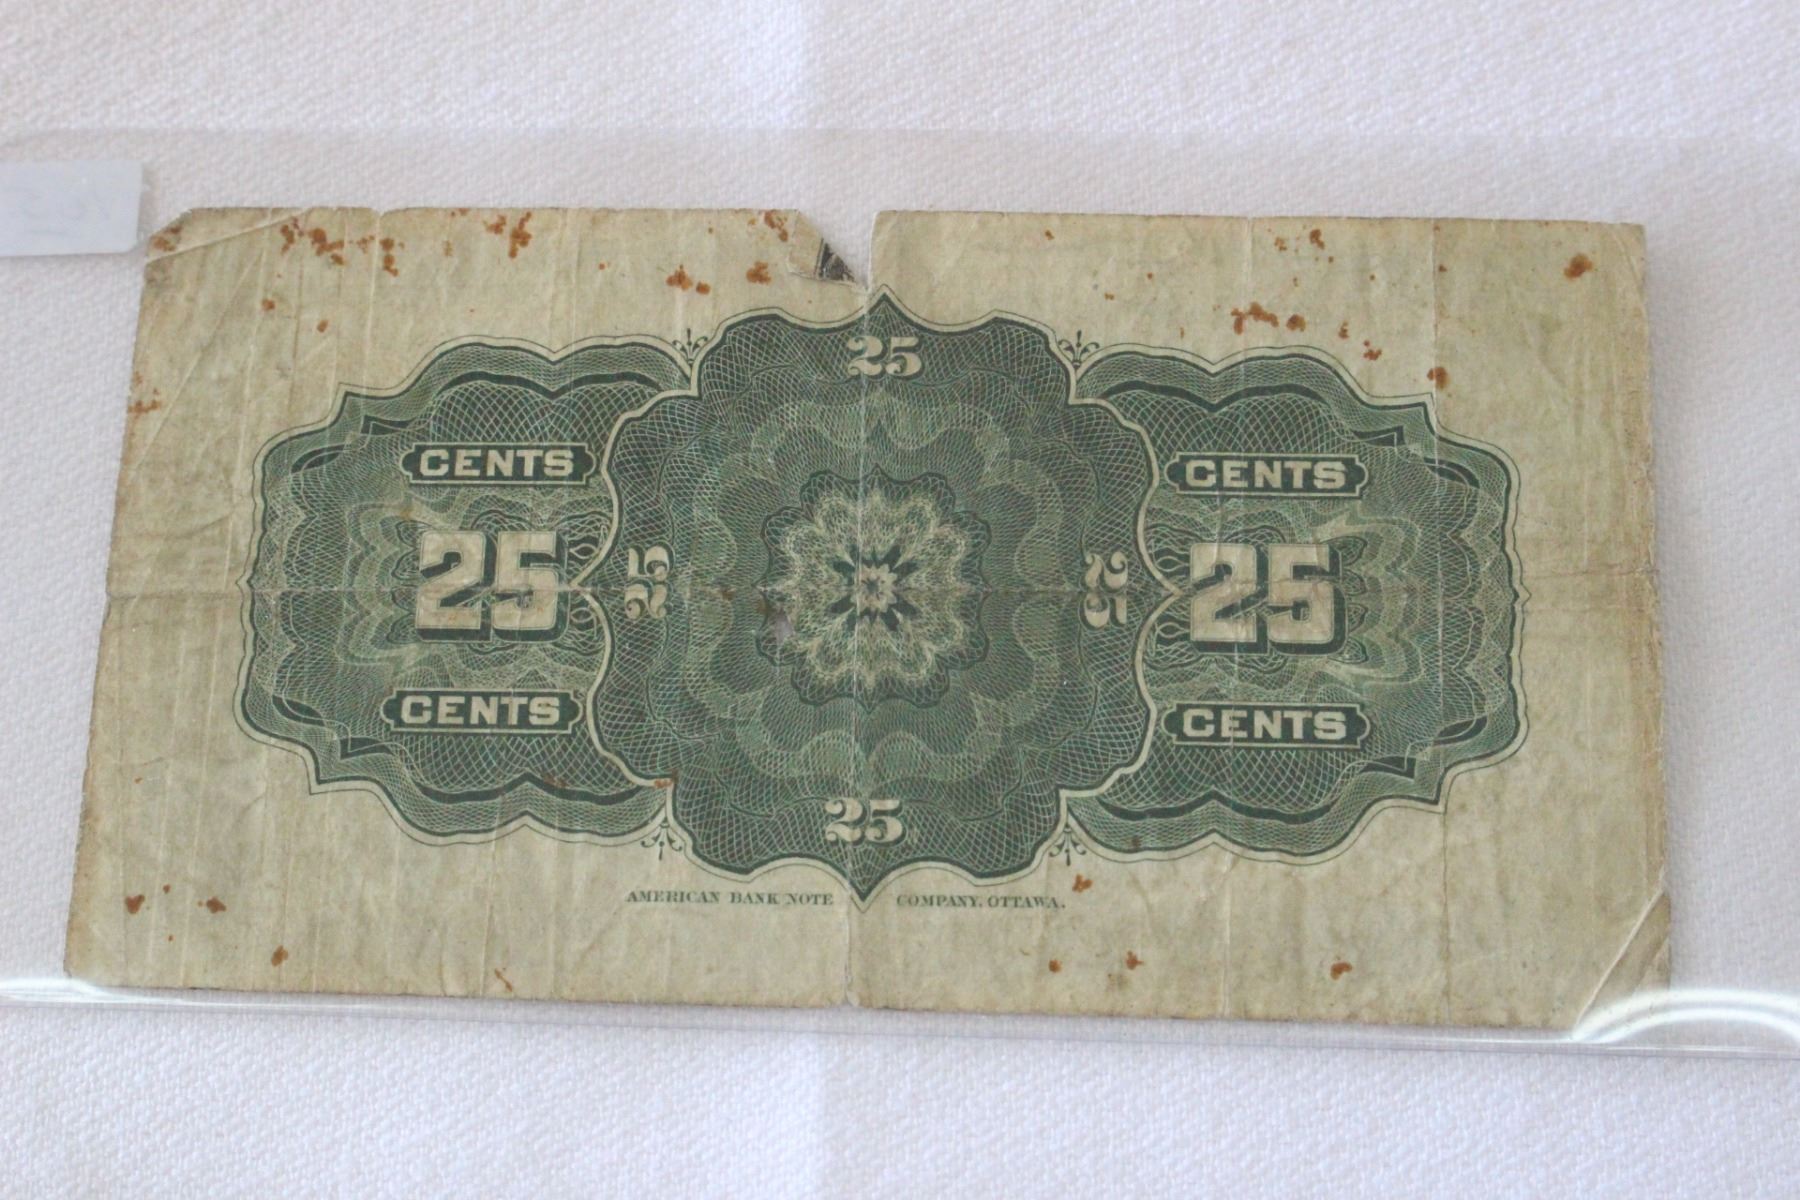 25
CENTS CENTS
25 25 25 25
CENTS CENTS
25
AMERICAN BANK NOTE COMPANY, OTTAWA.